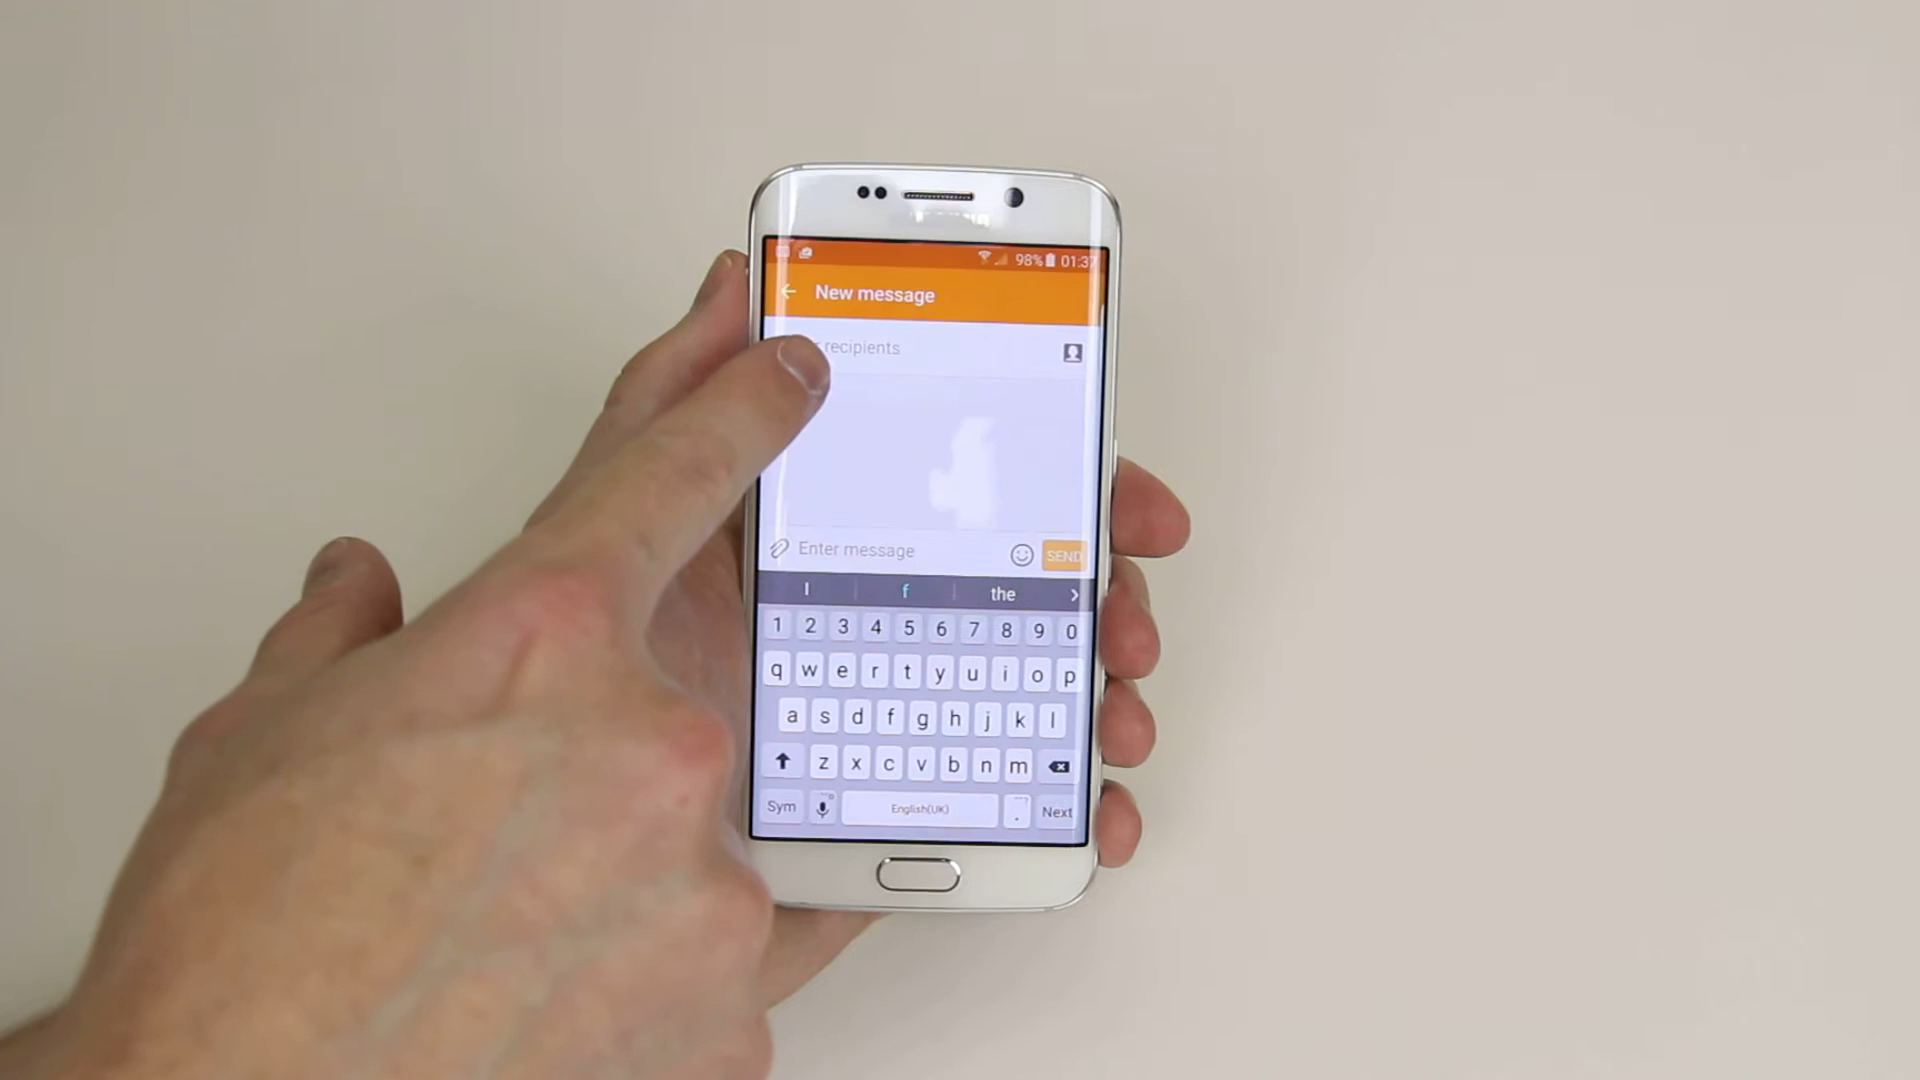 98% 01:37
New message
recipients
Enter message SEND
I f the
1 2 3 4 5 6 7 8 9 0
q w e r t y u i o p
a s d f g h j k l
z x c v b n m
Sym English(UK) . Next